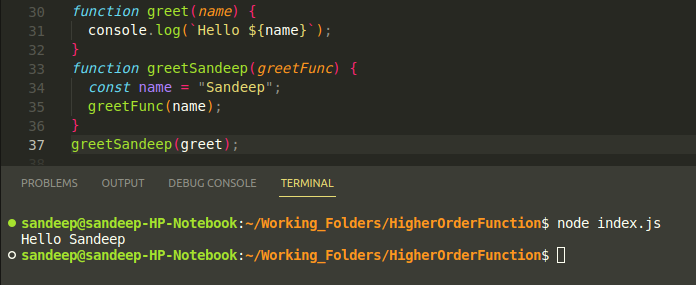 30 function greet(name) {
31   console.log(`Hello ${name}`);
32 }
33 function greetSandeep(greetFunc) {
34   const name = "Sandeep";
35   greetFunc(name);
36 }
37 greetSandeep(greet);
38
PROBLEMS OUTPUT DEBUG CONSOLE TERMINAL
sandeep@sandeep-HP-Notebook:~/Working_Folders/HigherOrderFunction$ node index.js
Hello Sandeep
sandeep@sandeep-HP-Notebook:~/Working_Folders/HigherOrderFunction$